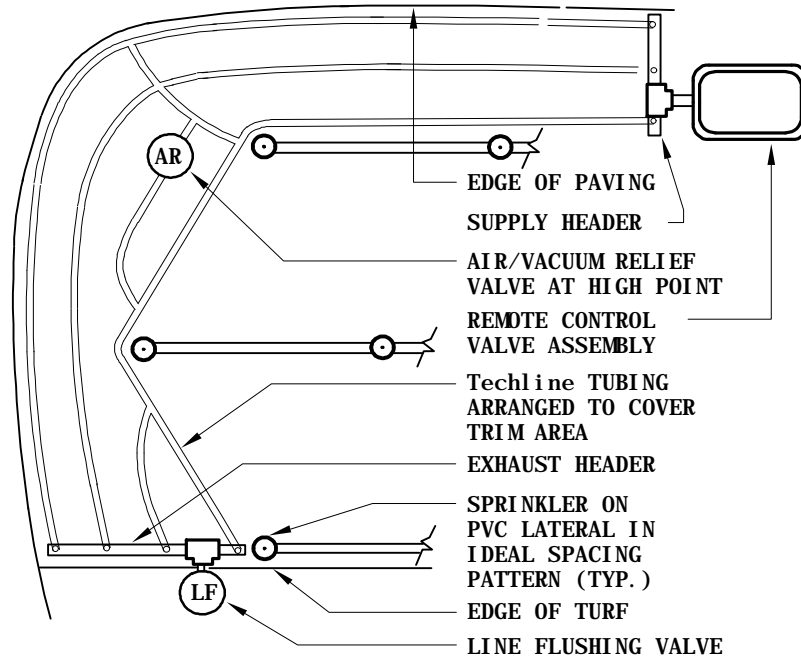 AR
EDGE OF PAVING
SUPPLY HEADER
AIR/VACUUM RELIEF
VALVE AT HIGH POINT
REMOTE CONTROL
VALVE ASSEMBLY
Techline TUBING
ARRANGED TO COVER
TRIM AREA
EXHAUST HEADER
SPRINKLER ON
PVC LATERAL IN
IDEAL SPACING
PATTERN (TYP.)
EDGE OF TURF
LF
LINE FLUSHING VALVE